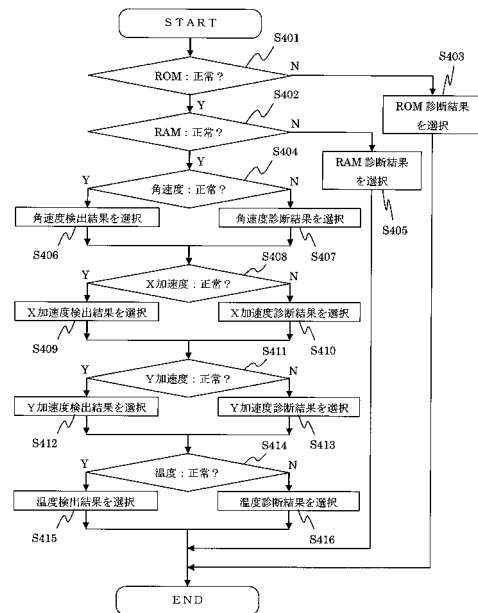 START
S401
ROM：正常？
N
S403
Y
S402
ROM 診断結果
を選択
RAM：正常？
N
Y
S404
RAM 診断結果
を選択
S405
Y
角速度：正常？
N
角速度検出結果を選択
角速度診断結果を選択
S406
S407
S408
Y
X加速度：正常？
N
X加速度検出結果を選択
X加速度診断結果を選択
S409
S410
S411
Y
Y加速度：正常？
N
Y加速度検出結果を選択
Y加速度診断結果を選択
S412
S413
S414
Y
温度：正常？
N
温度検出結果を選択
温度診断結果を選択
S415
S416
END